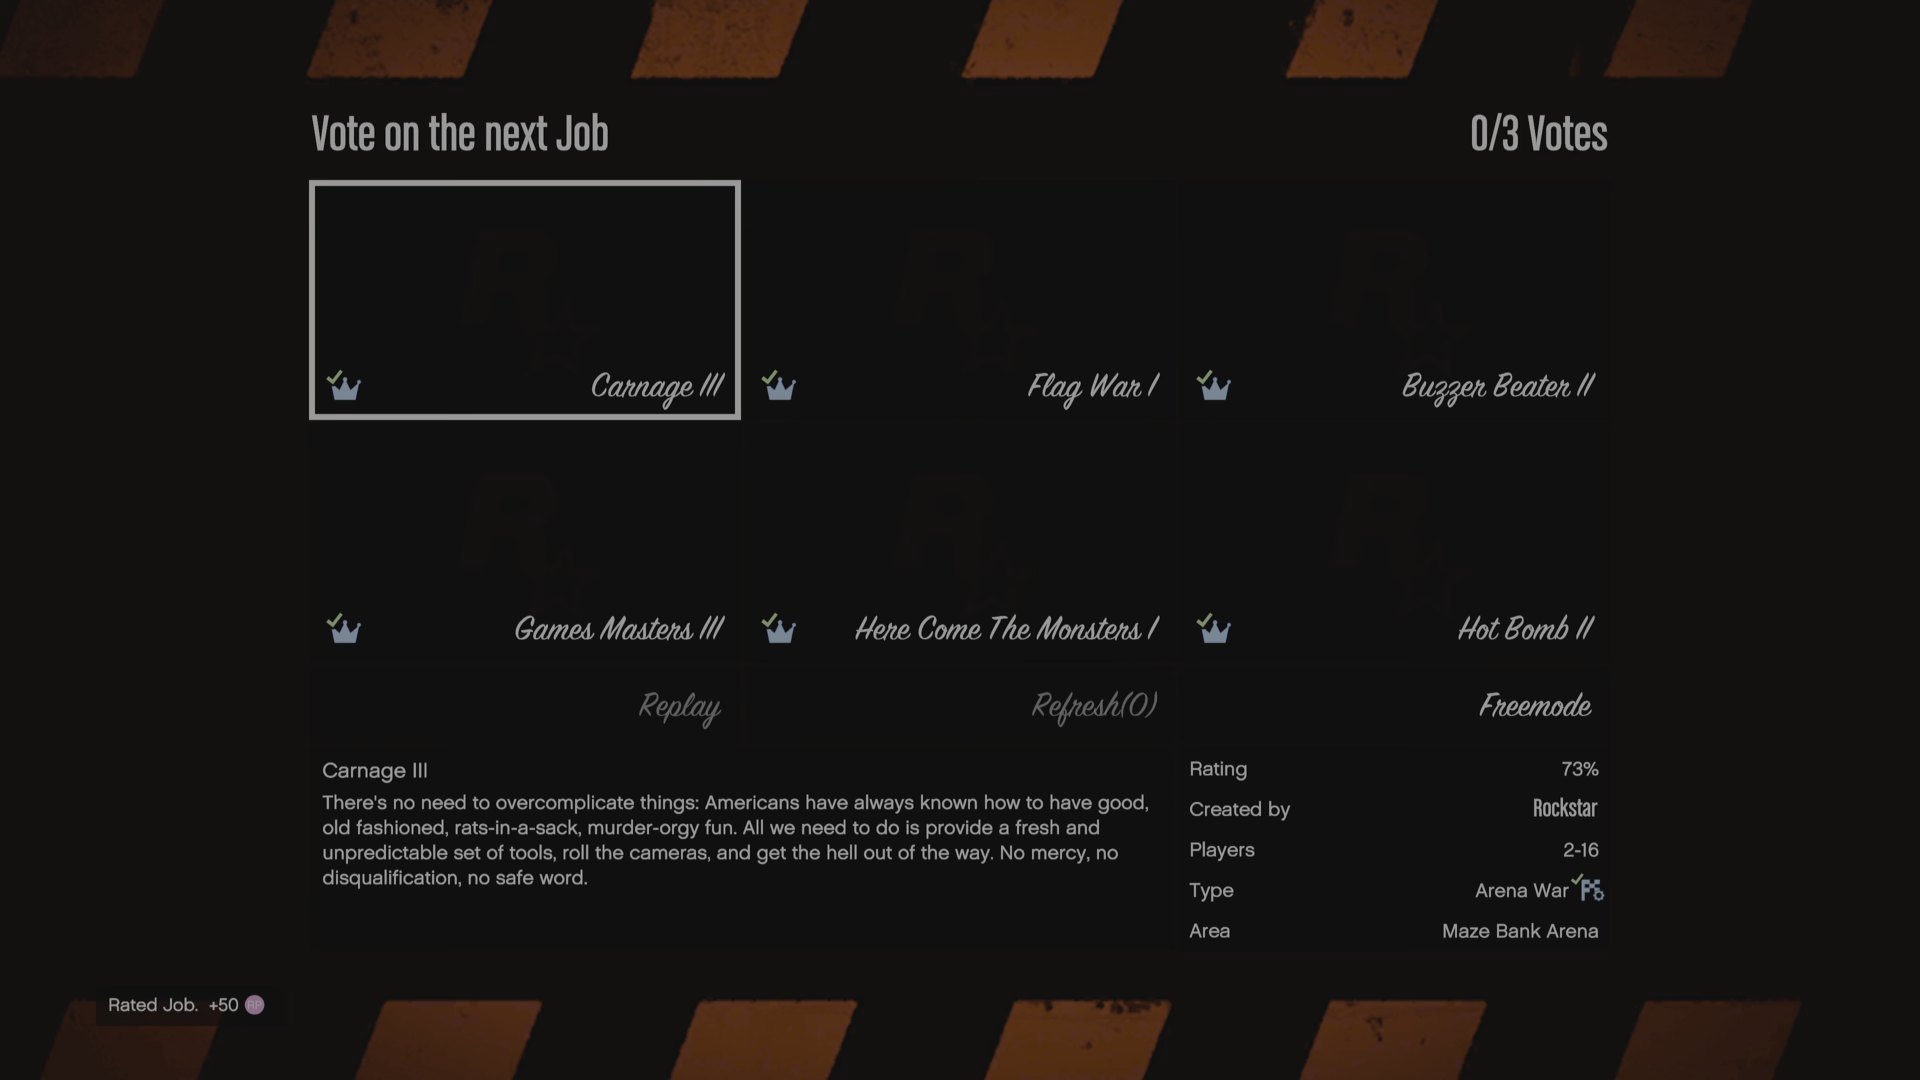 Vote on the next Job
0/3 Votes
Carnage III
Flag War I
Buzzer Beater II
Games Masters III
Here Come The Monsters I
Hot Bomb II
Replay
Refresh(0)
Freemode
Carnage III
There's no need to overcomplicate things: Americans have always known how to have good,
old fashioned, rats-in-a-sack, murder-orgy fun. All we need to do is provide a fresh and
unpredictable set of tools, roll the cameras, and get the hell out of the way. No mercy, no
disqualification, no safe word.
Rating 73%
Created by Rockstar
Players 2-16
Type Arena War
Area Maze Bank Arena
Rated Job. +50 RP